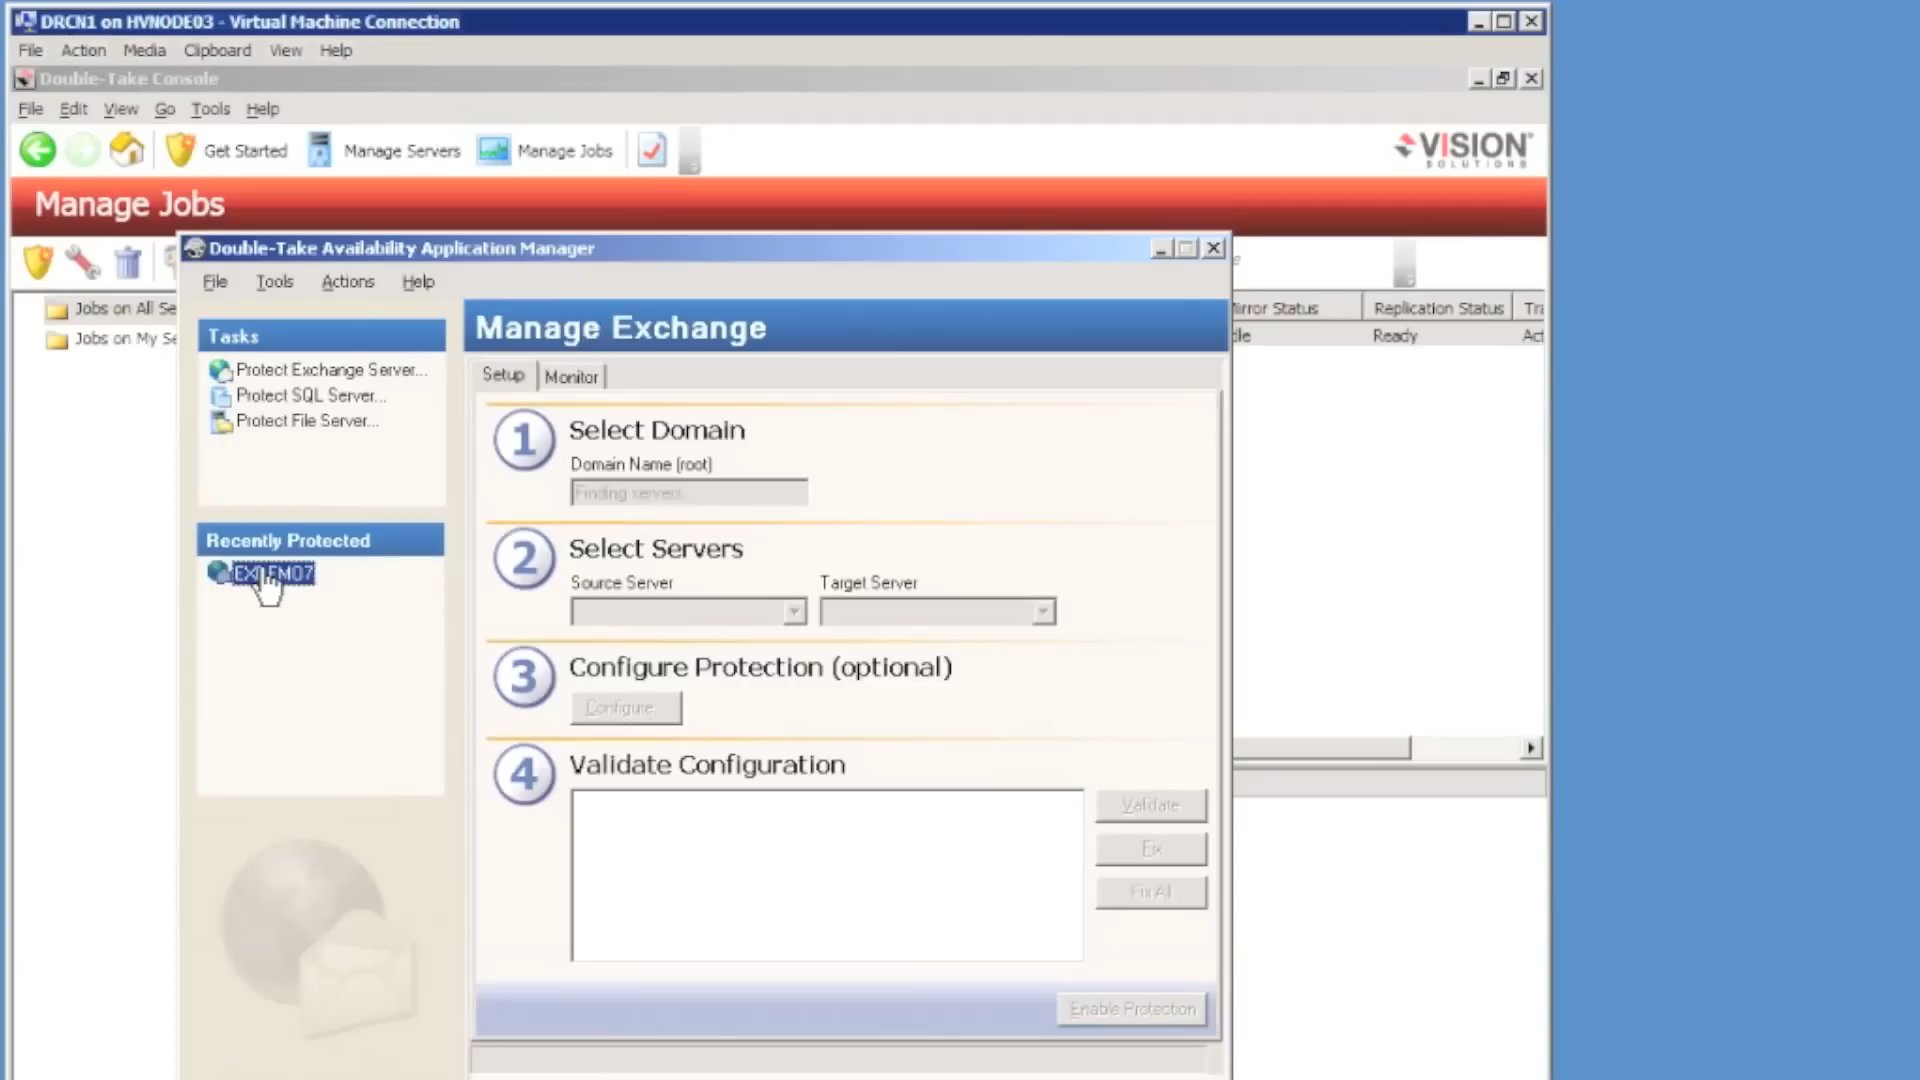 DRCN1 on HVNODE03 - Virtual Machine Connection
File Action Media Clipboard View Help
Double-Take Console
File Edit View Go Tools Help
Get Started Manage Servers Manage Jobs
VISION
SOLUTIONS
Manage Jobs
Double-Take Availability Application Manager
File Tools Actions Help
Jobs on All Se
Jobs on My Se
Mirror Status Replication Status Tra
dle Ready Act
Tasks
Protect Exchange Server...
Protect SQL Server...
Protect File Server...
Recently Protected
Manage Exchange
Setup Monitor
1 Select Domain
Domain Name (root)
Finding servers...
2 Select Servers
Source Server Target Server
3 Configure Protection (optional)
Configure...
4 Validate Configuration
Validate
Fix
Fix All
Enable Protection